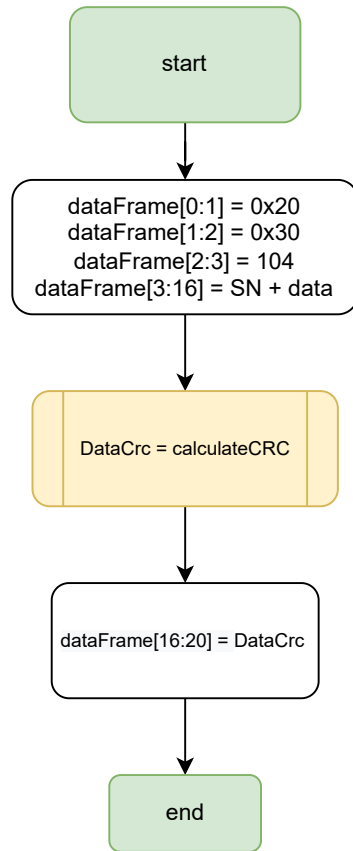 start
dataFrame[0:1] = 0x20
dataFrame[1:2] = 0x30
dataFrame[2:3] = 104
dataFrame[3:16] = SN + data
DataCrc = calculateCRC
dataFrame[16:20] = DataCrc
end